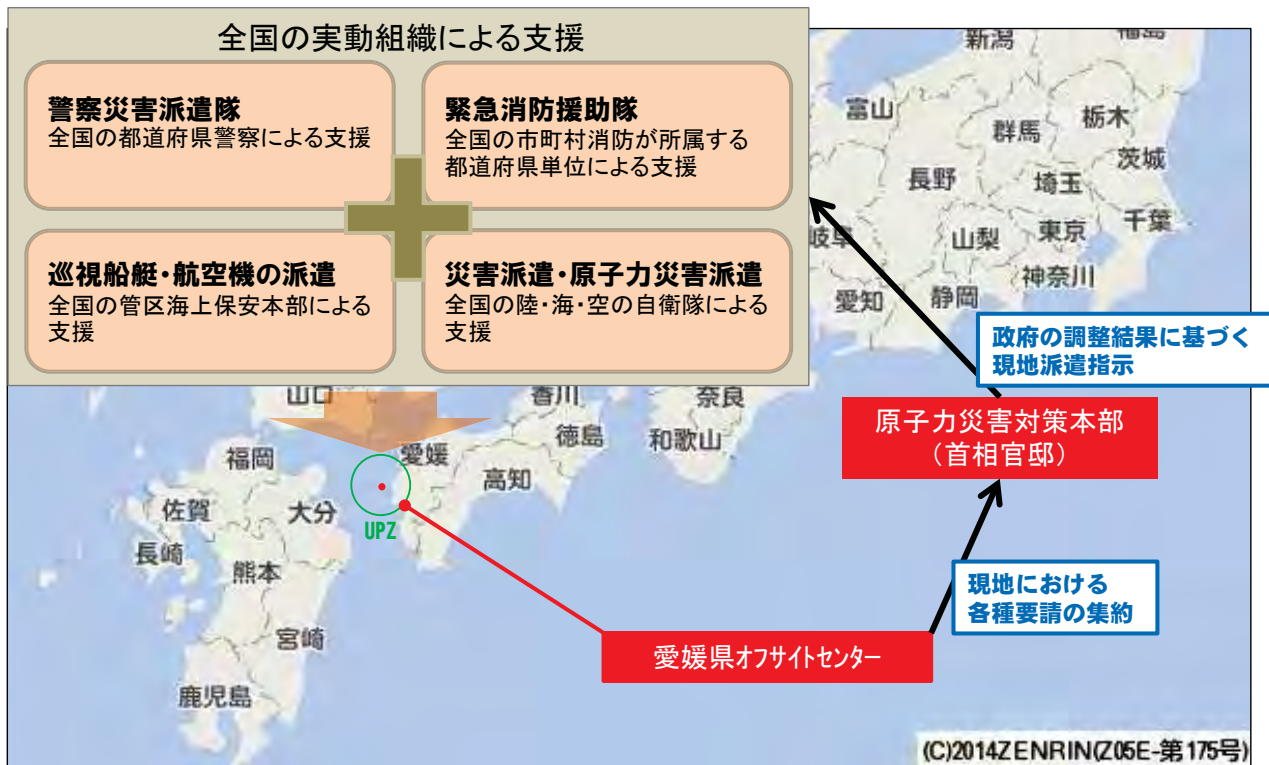 全国の実動組織による支援
警察災害派遣隊
全国の都道府県警察による支援
緊急消防援助隊
全国の市町村消防が所属する
都道府県単位による支援
巡視船艇・航空機の派遣
全国の管区海上保安本部による
支援
災害派遣・原子力災害派遣
全国の陸・海・空の自衛隊による
支援
新潟
福島
富山
群馬
栃木
茨城
長野
埼玉
岐阜
山梨
東京
千葉
神奈川
愛知
静岡
政府の調整結果に基づく
現地派遣指示
原子力災害対策本部
（首相官邸）
山口
香川
奈良
徳島
和歌山
愛媛
高知
福岡
佐賀
大分
UPZ
長崎
熊本
宮崎
鹿児島
現地における
各種要請の集約
愛媛県オフサイトセンター
(C)2014ZENRIN(Z05E-第175号)